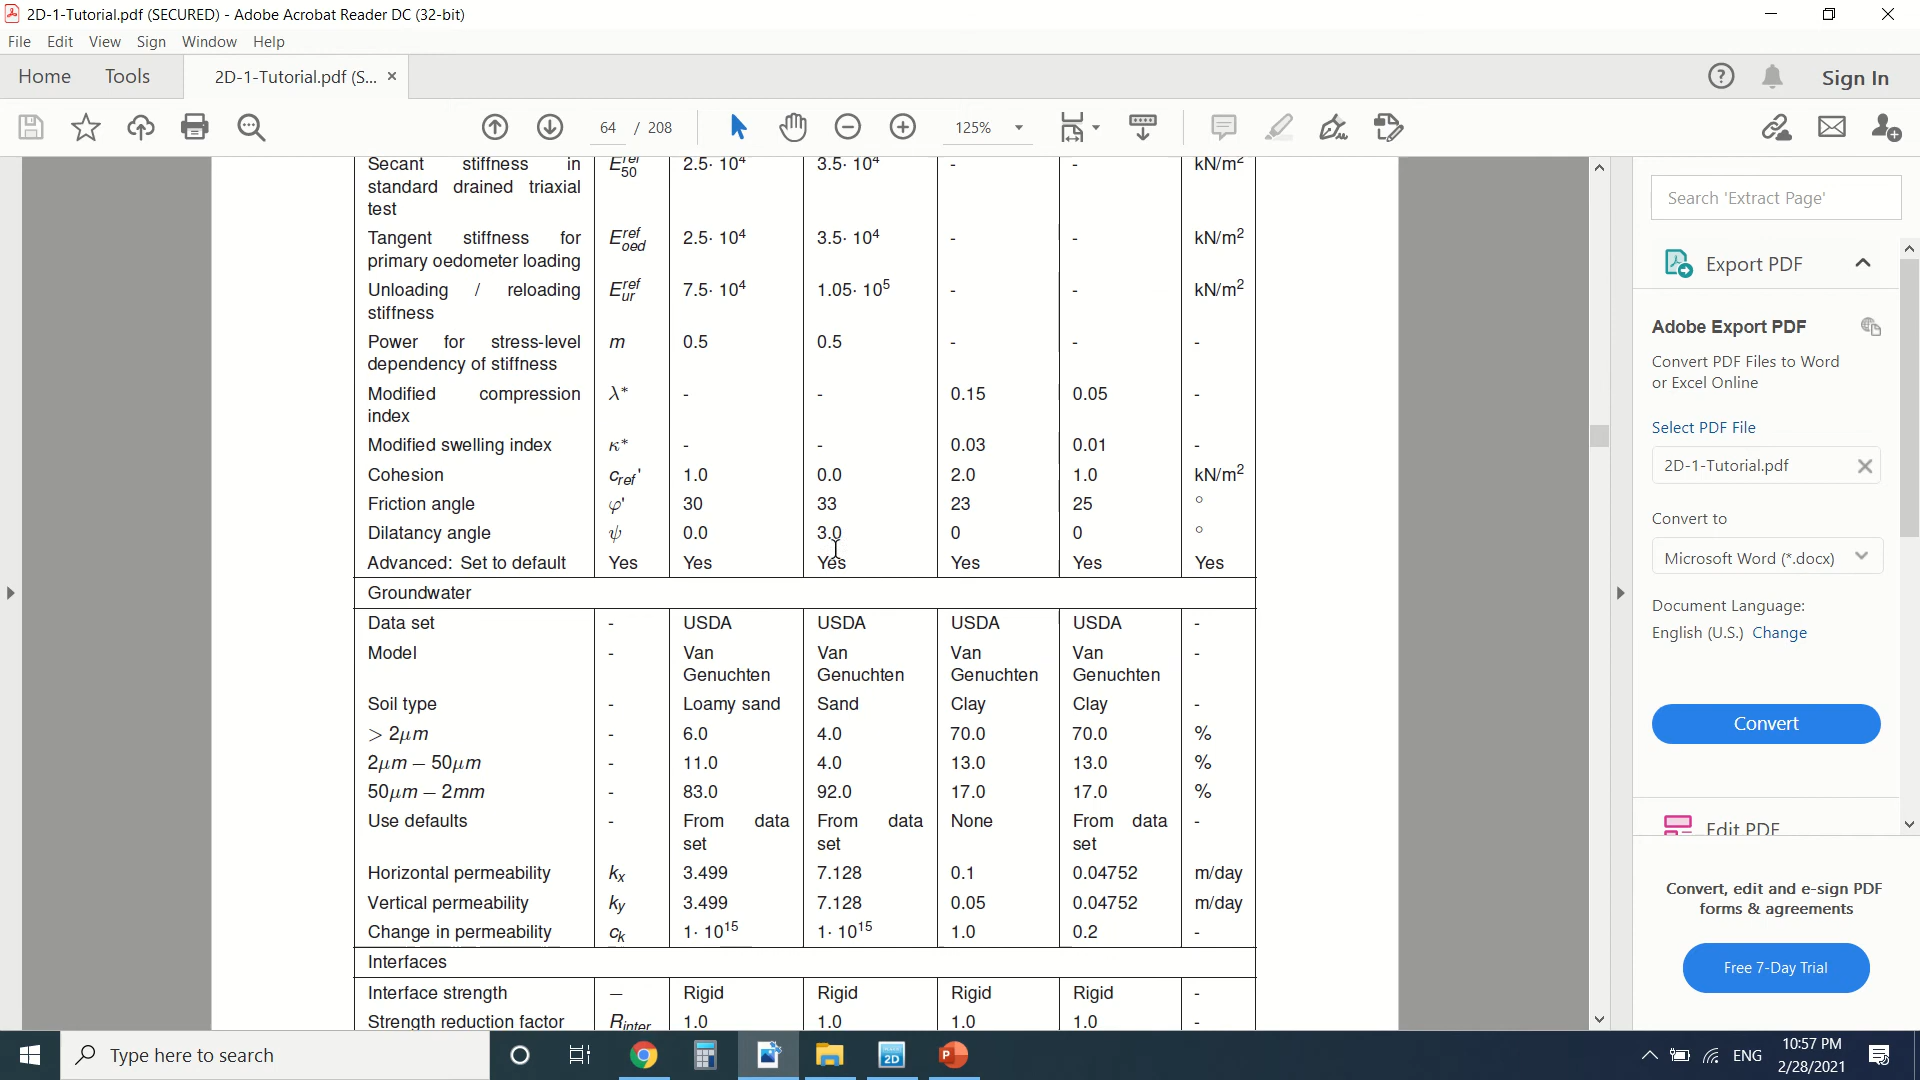 2D-1-Tutorial.pdf (SECURED) - Adobe Acrobat Reader DC (32-bit)
File Edit View Sign Window Help
Home Tools 2D-1-Tutorial.pdf (S... × Sign In
64 / 208 125%
Secant stiffness in E50ref 2.5· 10⁴ 3.5· 10⁴ - - kN/m²
standard drained triaxial
test
Tangent stiffness for Eoedref 2.5· 10⁴ 3.5· 10⁴ - - kN/m²
primary oedometer loading
Unloading / reloading Eurref 7.5· 10⁴ 1.05· 10⁵ - - kN/m²
stiffness
Power for stress-level m 0.5 0.5 - - -
dependency of stiffness
Modified compression λ* - - 0.15 0.05 -
index
Modified swelling index κ* - - 0.03 0.01 -
Cohesion cref' 1.0 0.0 2.0 1.0 kN/m²
Friction angle φ' 30 33 23 25 °
Dilatancy angle ψ 0.0 3.0 0 0 °
Advanced: Set to default Yes Yes Yes Yes Yes Yes
Groundwater
Data set - USDA USDA USDA USDA -
Model - Van Van Van Van -
Genuchten Genuchten Genuchten Genuchten
Soil type - Loamy sand Sand Clay Clay -
> 2μm - 6.0 4.0 70.0 70.0 %
2μm − 50μm - 11.0 4.0 13.0 13.0 %
50μm − 2mm - 83.0 92.0 17.0 17.0 %
Use defaults - From data From data None From data -
set set set
Horizontal permeability kx 3.499 7.128 0.1 0.04752 m/day
Vertical permeability ky 3.499 7.128 0.05 0.04752 m/day
Change in permeability ck 1· 10¹⁵ 1· 10¹⁵ 1.0 0.2 -
Interfaces
Interface strength − Rigid Rigid Rigid Rigid -
Strength reduction factor Rinter 1.0 1.0 1.0 1.0 -
Search 'Extract Page'
Export PDF
Adobe Export PDF
Convert PDF Files to Word
or Excel Online
Select PDF File
2D-1-Tutorial.pdf
Convert to
Microsoft Word (*.docx)
Document Language:
English (U.S.) Change
Convert
Edit PDF
Convert, edit and e-sign PDF
forms & agreements
Free 7-Day Trial
Type here to search
2D
ENG
10:57 PM
2/28/2021